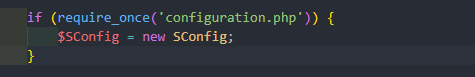 if (require_once('configuration.php')) {
    $SConfig = new SConfig;
}